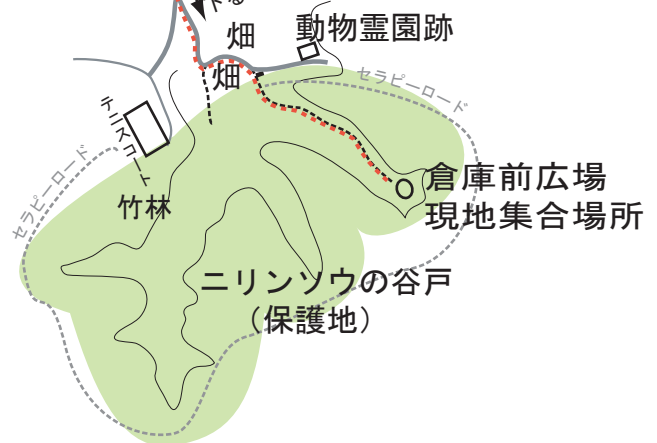 下る
畑
動物霊園跡
畑
セラピーロード
テニスコート
セラピーロード
竹林
倉庫前広場
現地集合場所
ニリンソウの谷戸
（保護地）